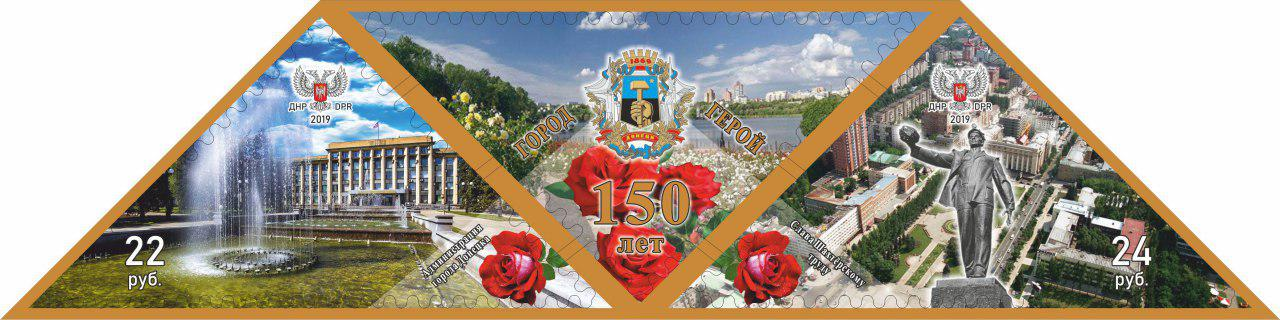 ДНР DPR
2019
22
руб.
Администрация
города Донецка
1869
ГОРОД ГЕРОЙ
ДОНЕЦК
150
лет
ДНР DPR
2019
Слава Шахтерскому
труду
24
руб.